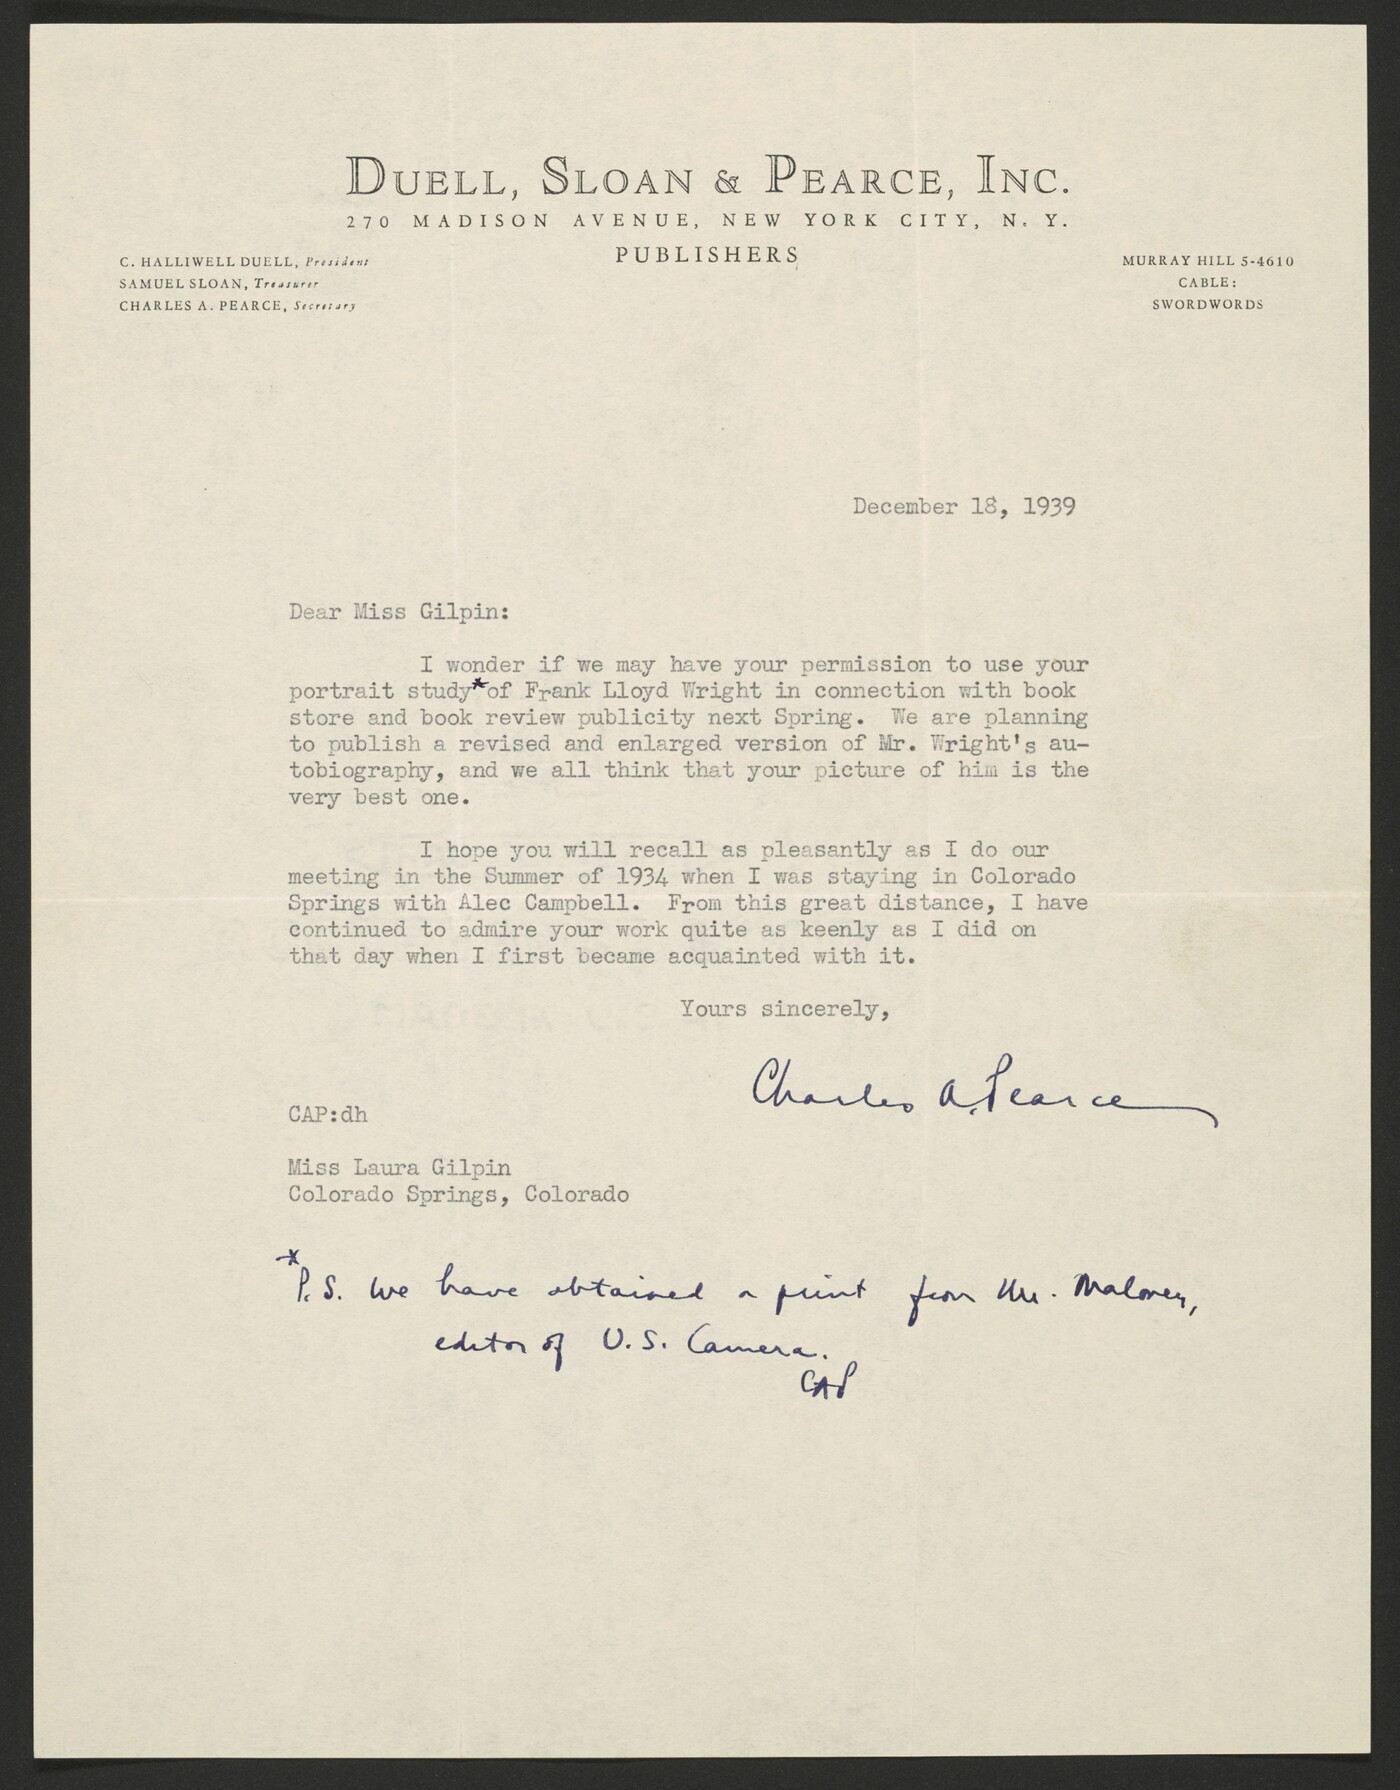 DUELL, SLOAN & PEARCE, INC.
270 MADISON AVENUE, NEW YORK CITY, N. Y.
PUBLISHERS
C. HALLIWELL DUELL, President
SAMUEL SLOAN, Treasurer
CHARLES A. PEARCE, Secretary
MURRAY HILL 5-4610
CABLE:
SWORDWORDS
December 18, 1939
Dear Miss Gilpin:
I wonder if we may have your permission to use your
portrait study*of Frank Lloyd Wright in connection with book
store and book review publicity next Spring.  We are planning
to publish a revised and enlarged version of Mr. Wright's au-
tobiography, and we all think that your picture of him is the
very best one.
I hope you will recall as pleasantly as I do our
meeting in the Summer of 1934 when I was staying in Colorado
Springs with Alec Campbell.  From this great distance, I have
continued to admire your work quite as keenly as I did on
that day when I first became acquainted with it.
Yours sincerely,
Charles A. Pearce
CAP:dh
Miss Laura Gilpin
Colorado Springs, Colorado
*P.S. We have obtained a print from Mr. Maloney,
editor of U.S. Camera.
CAP